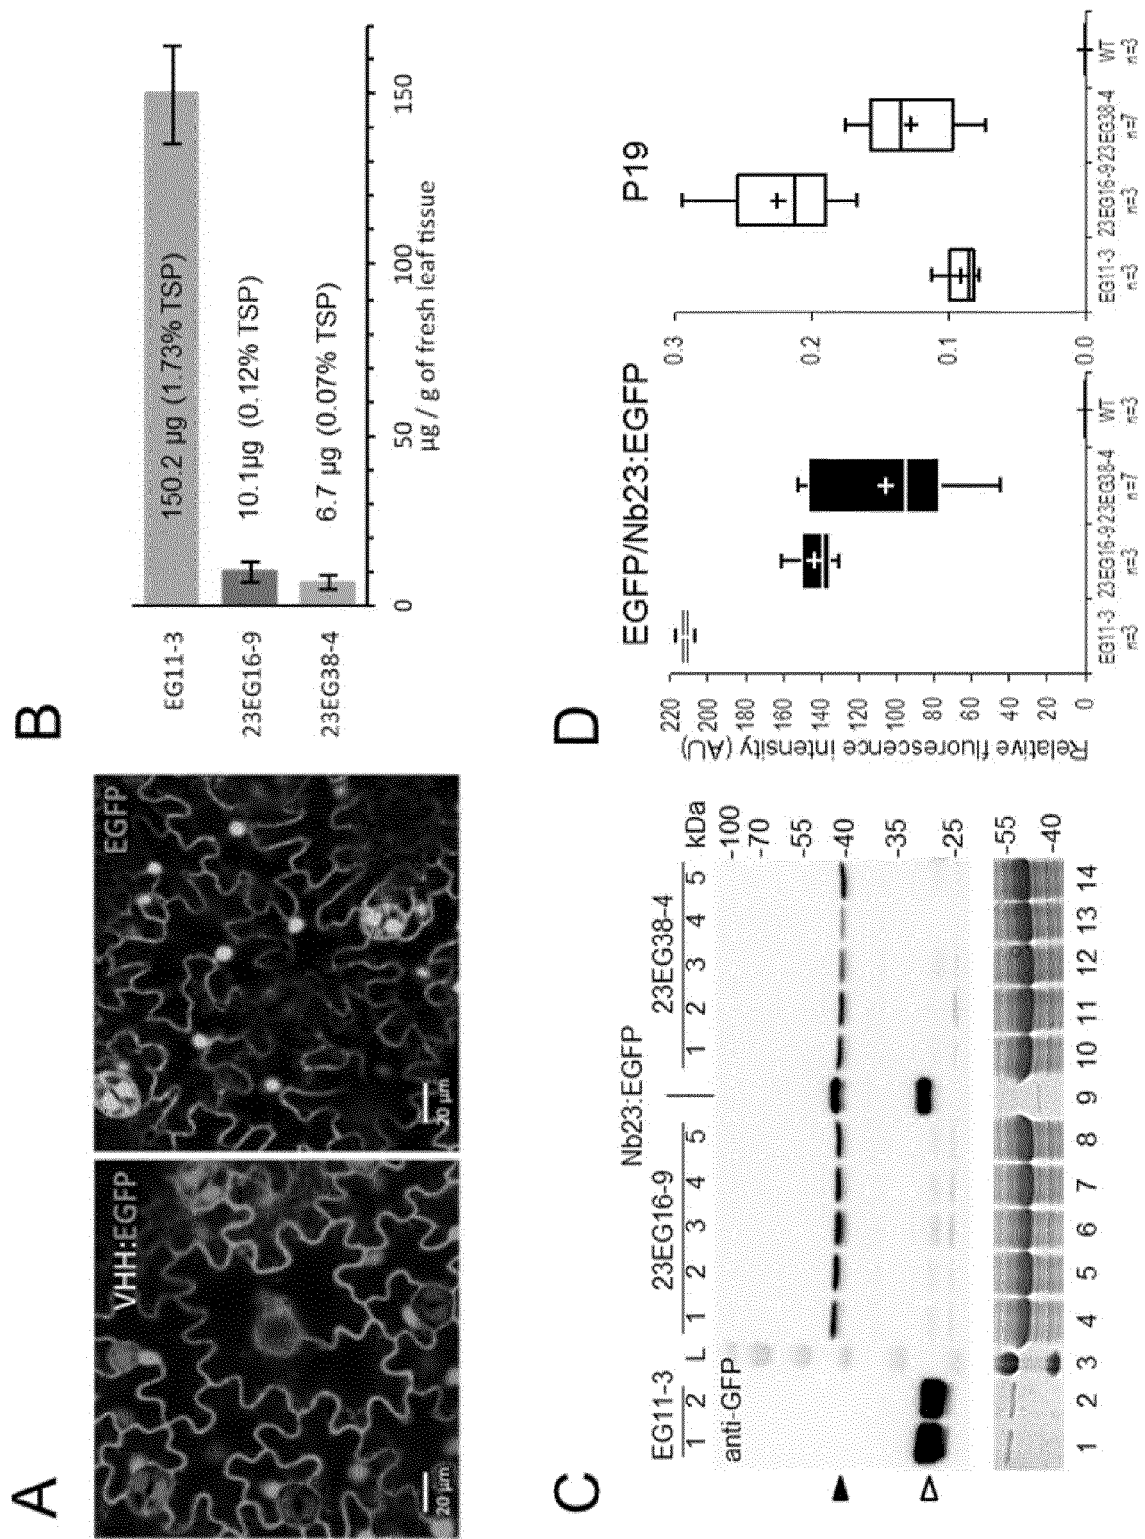 A
VHH:EGFP
20 µm
EGFP
20 µm
B
EG11-3
23EG16-9
23EG38-4
150.2 µg (1.73% TSP)
10.1µg (0.12% TSP)
6.7 µg (0.07% TSP)
0
50
100
150
µg / g of fresh leaf tissue
C
Nb23:EGFP
EG11-3
23EG16-9
23EG38-4
1 2 L 1 2 3 4 5 1 2 3 4 5 kDa
anti-GFP
-100
-70
-55
-40
-35
-25
-55
-40
1 2 3 4 5 6 7 8 9 10 11 12 13 14
D
EGFP/Nb23:EGFP
Relative fluorescence intensity (AU)
220
200
180
160
140
120
100
80
60
40
20
0
EG11-3 23EG16-9 23EG38-4 WT
n=3 n=3 n=7 n=3
P19
0.3
0.2
0.1
0.0
EG11-3 23EG16-9 23EG38-4 WT
n=3 n=3 n=7 n=3